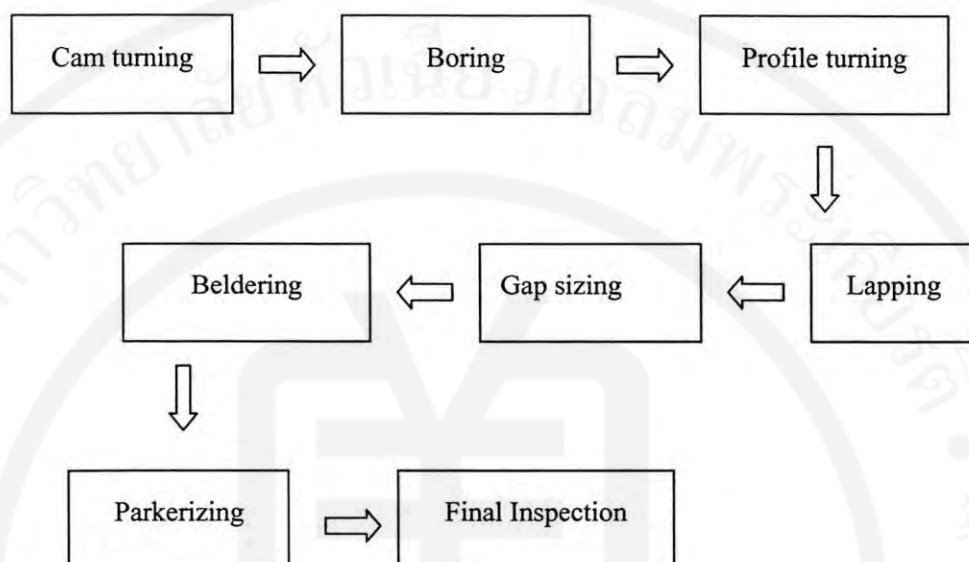 Cam turning
Boring
Profile turning
Lapping
Gap sizing
Beldering
Parkerizing
Final Inspection